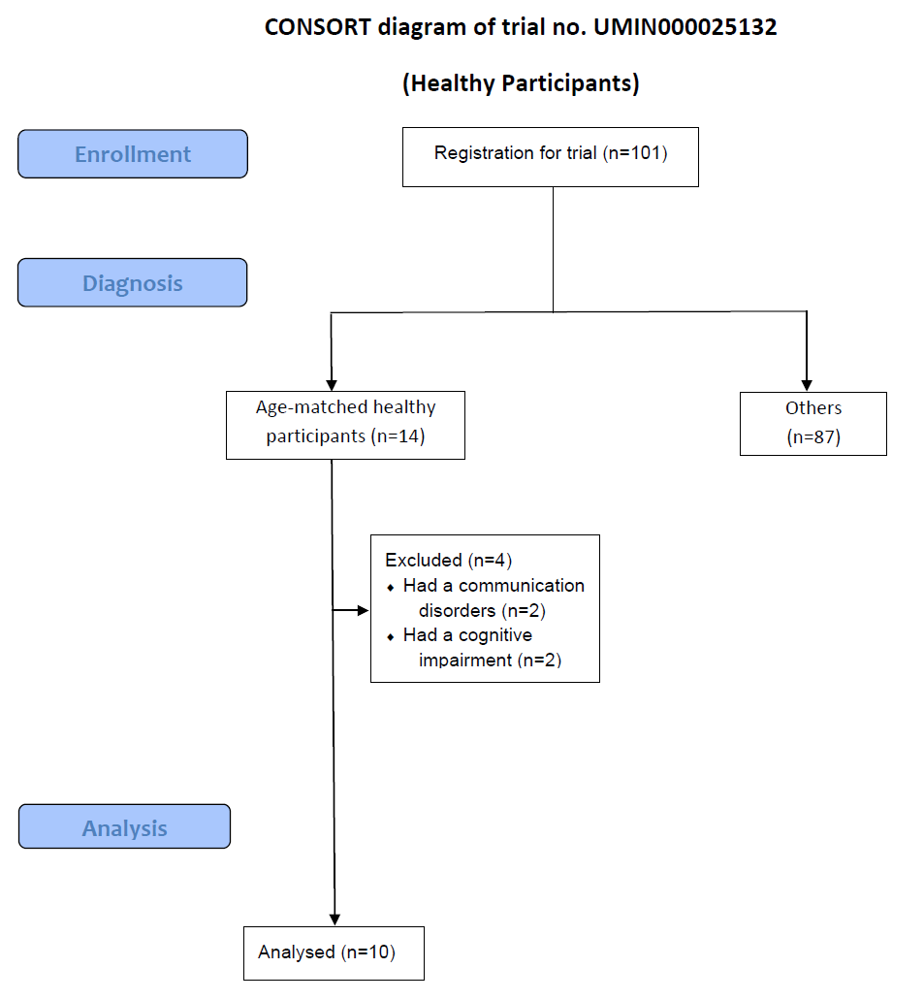 CONSORT diagram of trial no. UMIN000025132
(Healthy Participants)
Enrollment
Registration for trial (n=101)
Diagnosis
Age-matched healthy
participants (n=14)
Others
(n=87)
Excluded (n=4)
⬧ Had a communication
disorders (n=2)
⬧ Had a cognitive
impairment (n=2)
Analysis
Analysed (n=10)